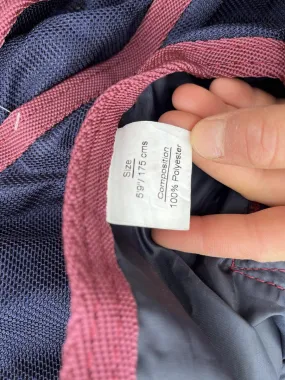 Size
5'9"/175 cms
Composition
100% Polyester